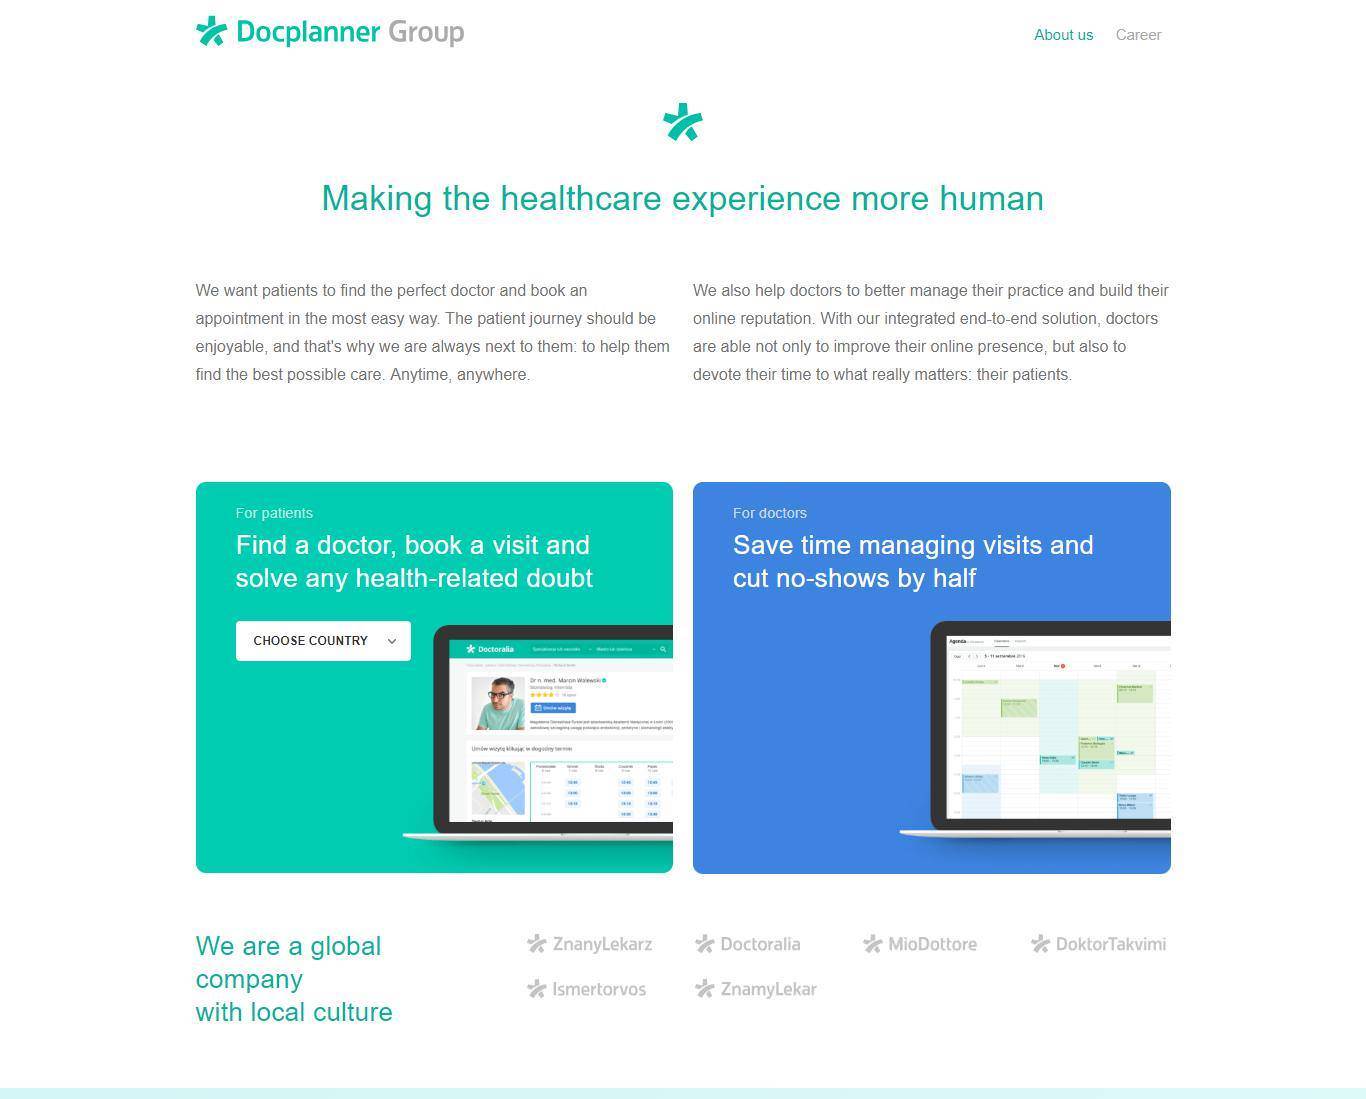 Docplanner Group
About us
Career
Making the healthcare experience more human
We want patients to find the perfect doctor and book an
appointment in the most easy way. The patient journey should be
enjoyable, and that's why we are always next to them: to help them
find the best possible care. Anytime, anywhere.
We also help doctors to better manage their practice and build their
online reputation. With our integrated end-to-end solution, doctors
are able not only to improve their online presence, but also to
devote their time to what really matters: their patients.
For patients
Find a doctor, book a visit and
solve any health-related doubt
CHOOSE COUNTRY
Doctoralia
Dr n. med. Marcin Walewski
Umów wizytę
Umów wizytę klikając w dogodny termin
For doctors
Save time managing visits and
cut no-shows by half
Agenda
We are a global
company
with local culture
ZnanyLekarz
Doctoralia
MioDottore
DoktorTakvimi
Ismertorvos
ZnamyLekar